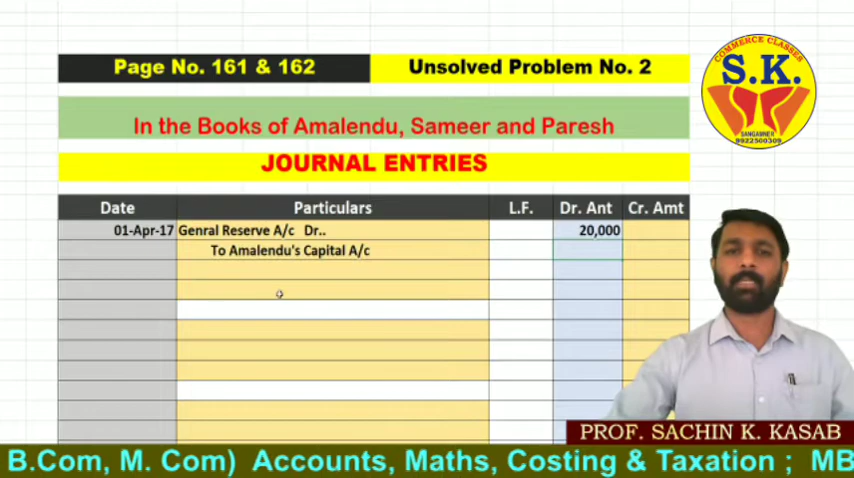 Page No. 161 & 162
Unsolved Problem No. 2
COMMERCE CLASSES
S.K.
SANGAMNER
9922500309
In the Books of Amalendu, Sameer and Paresh
JOURNAL ENTRIES
Date Particulars L.F. Dr. Ant Cr. Amt
01-Apr-17 Genral Reserve A/c Dr.. 20,000
To Amalendu's Capital A/c
PROF. SACHIN K. KASAB
B.Com, M. Com) Accounts, Maths, Costing & Taxation ; MB